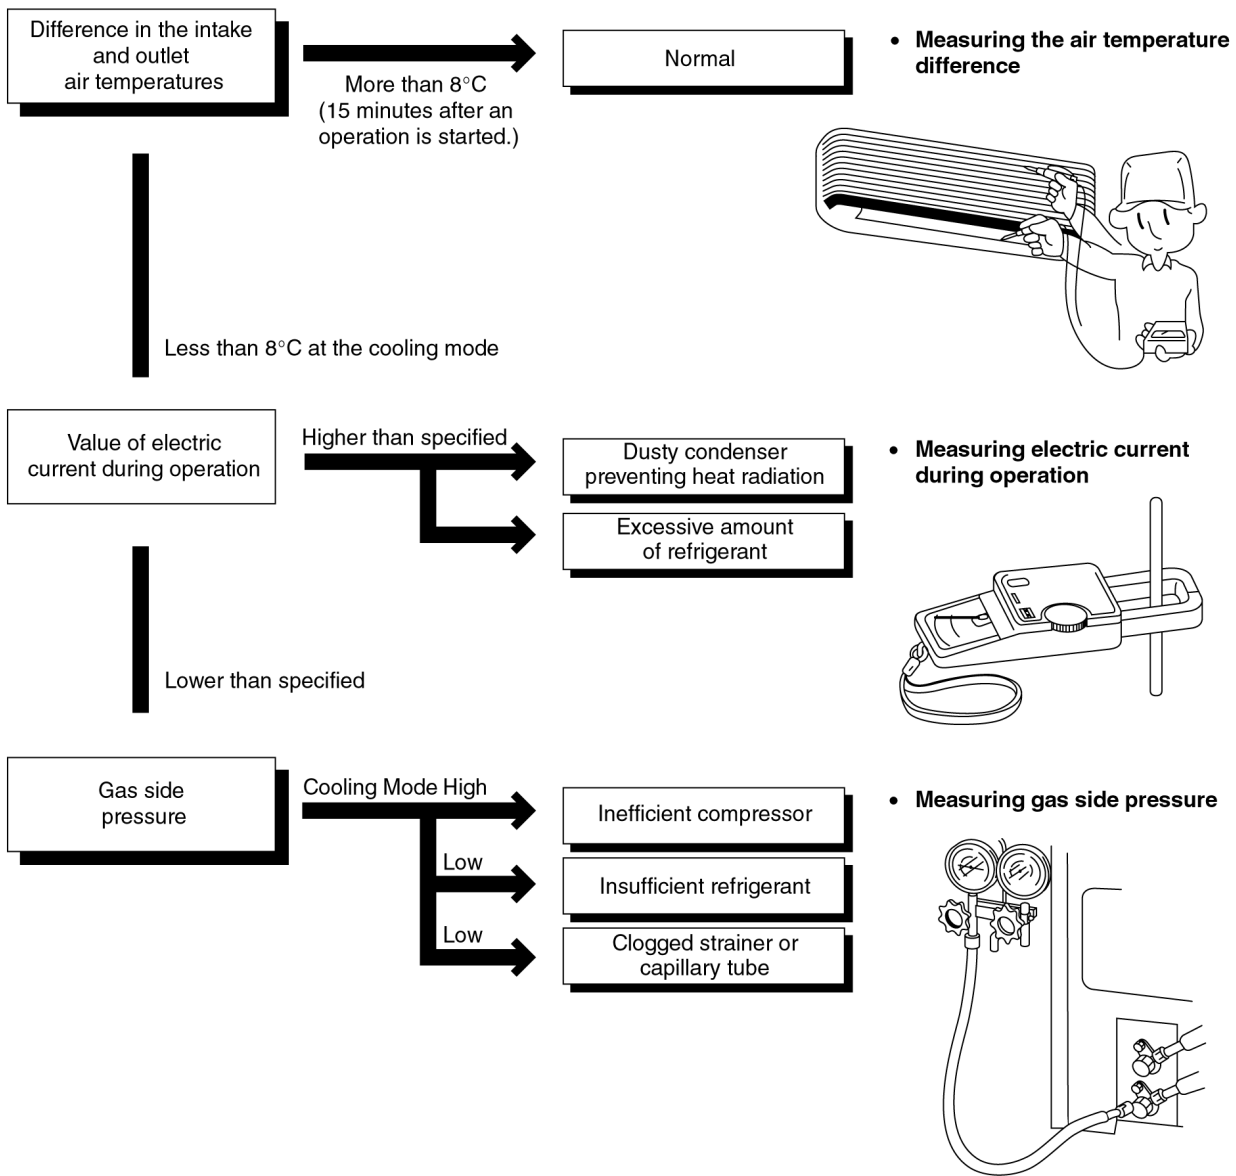 Difference in the intake
and outlet
air temperatures
More than 8°C
(15 minutes after an
operation is started.)
Normal
• Measuring the air temperature
difference
Less than 8°C at the cooling mode
Value of electric
current during operation
Higher than specified
Dusty condenser
preventing heat radiation
Excessive amount
of refrigerant
• Measuring electric current
during operation
Lower than specified
Gas side
pressure
Cooling Mode High
Inefficient compressor
Low
Insufficient refrigerant
Low
Clogged strainer or
capillary tube
• Measuring gas side pressure